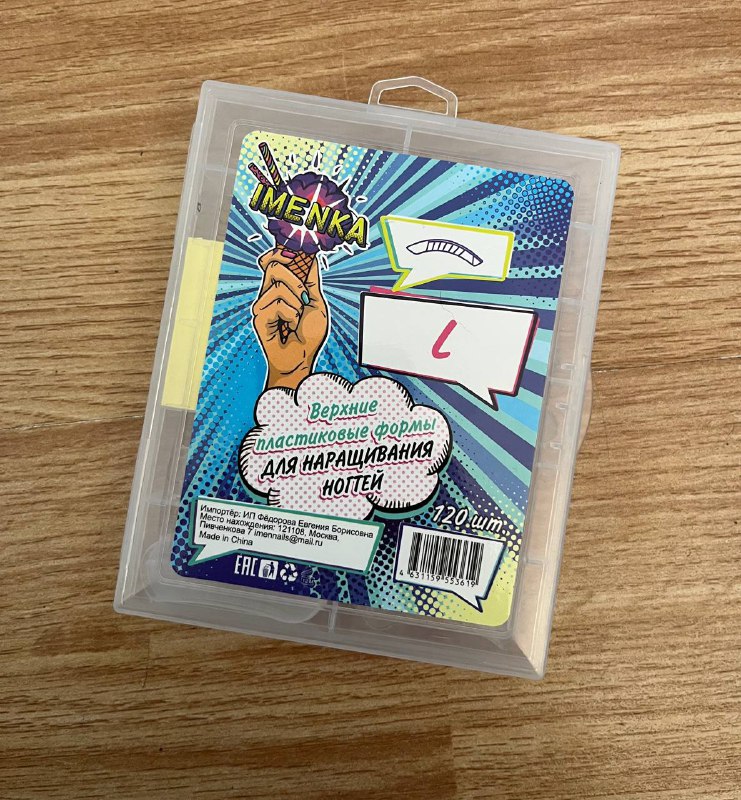 IMENKA
L
Верхние
пластиковые формы
ДЛЯ НАРАЩИВАНИЯ
НОГТЕЙ
120 шт.
Импортёр: ИП Фёдорова Евгения Борисовна
Место нахождения: 121108, Москва,
Пивченкова 7 imennails@mail.ru
Made in China
EAC
4 631159 553619